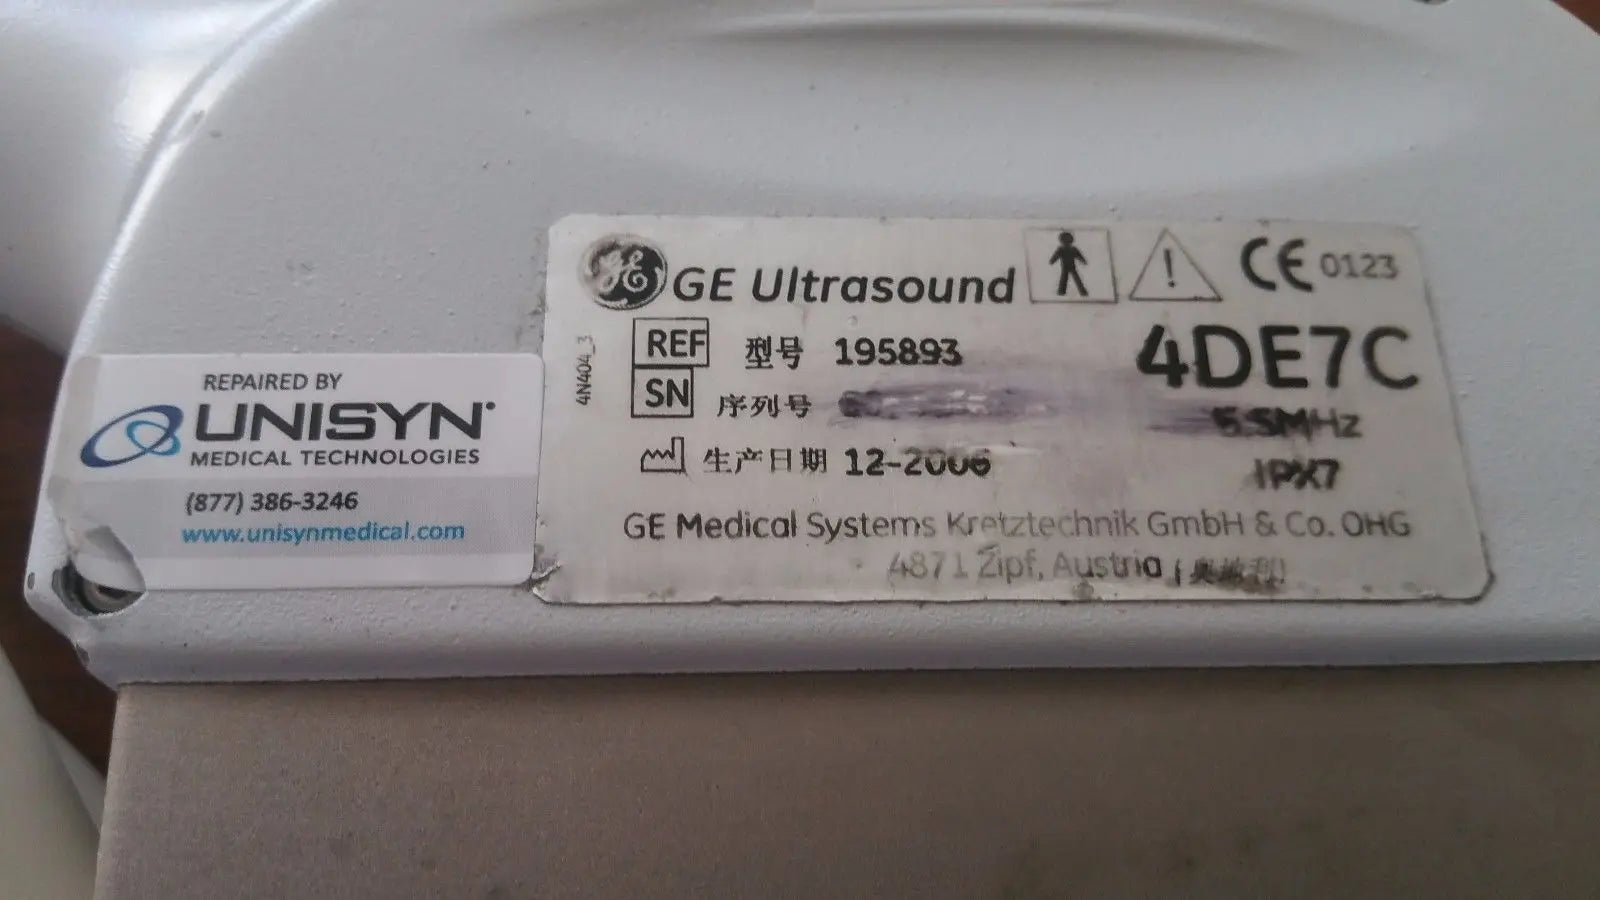 GE Ultrasound
CE 0123
REF 型号 195893
4DE7C
SN 序列号
5.5MHz
生产日期 12-2006
IPX7
GE Medical Systems Kretztechnik GmbH & Co. OHG
4871 Zipf, Austria
4N404_3
REPAIRED BY
UNISYN
MEDICAL TECHNOLOGIES
(877) 386-3246
www.unisynmedical.com